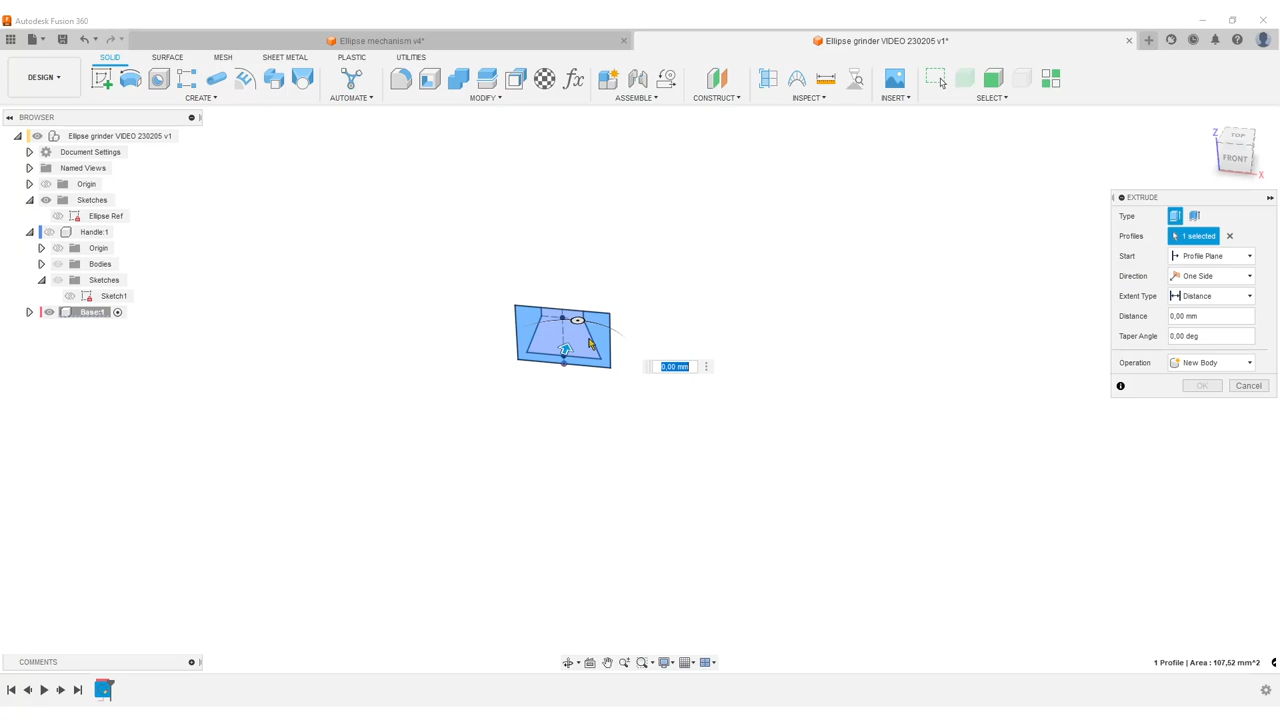 Autodesk Fusion 360
Ellipse mechanism v4*
Ellipse grinder VIDEO 230205 v1*
DESIGN
SOLID
SURFACE
MESH
SHEET METAL
PLASTIC
UTILITIES
CREATE
AUTOMATE
MODIFY
ASSEMBLE
CONSTRUCT
INSPECT
INSERT
SELECT
BROWSER
Ellipse grinder VIDEO 230205 v1
Document Settings
Named Views
Origin
Sketches
Ellipse Ref
Handle:1
Origin
Bodies
Sketches
Sketch1
Base:1
TOP
FRONT
Z
X
EXTRUDE
Type
Profiles 1 selected
Start Profile Plane
Direction One Side
Extent Type Distance
Distance 0,00 mm
Taper Angle 0,00 deg
Operation New Body
OK Cancel
0,00 mm
COMMENTS
1 Profile | Area : 107,52 mm^2